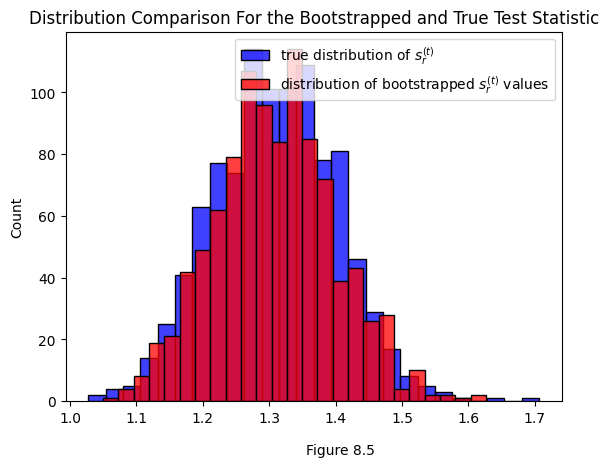 Distribution Comparison For the Bootstrapped and True Test Statistic
true distribution of $s_r^{(t)}$
distribution of bootstrapped $s_r^{(t)}$ values
Count
100
80
60
40
20
0
1.0 1.1 1.2 1.3 1.4 1.5 1.6 1.7
Figure 8.5